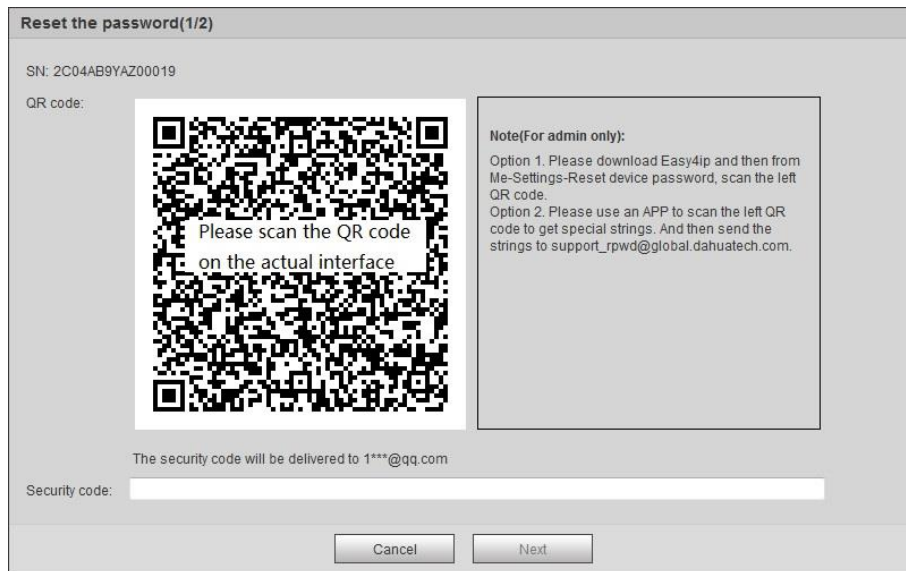 Reset the password(1/2)
SN: 2C04AB9YAZ00019
QR code:
Please scan the QR code
on the actual interface
Note(For admin only):
Option 1. Please download Easy4ip and then from
Me-Settings-Reset device password, scan the left
QR code.
Option 2. Please use an APP to scan the left QR
code to get special strings. And then send the
strings to support_rpwd@global.dahuatech.com.
The security code will be delivered to 1***@qq.com
Security code:
Cancel
Next